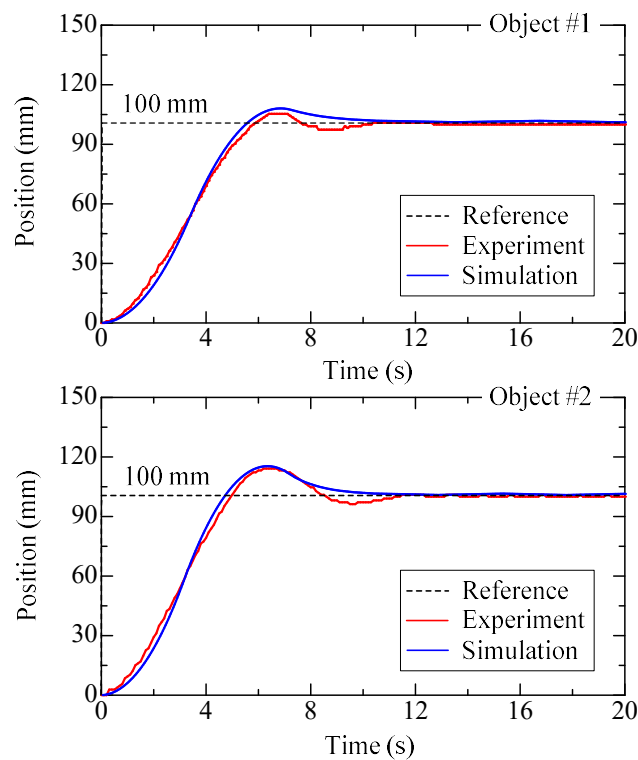 150
Object #1
120
100 mm
90
Position (mm)
60
Reference
Experiment
30
Simulation
0
0 4 8 12 16 20
Time (s)
150
Object #2
120
100 mm
90
Position (mm)
60
Reference
Experiment
30
Simulation
0
0 4 8 12 16 20
Time (s)